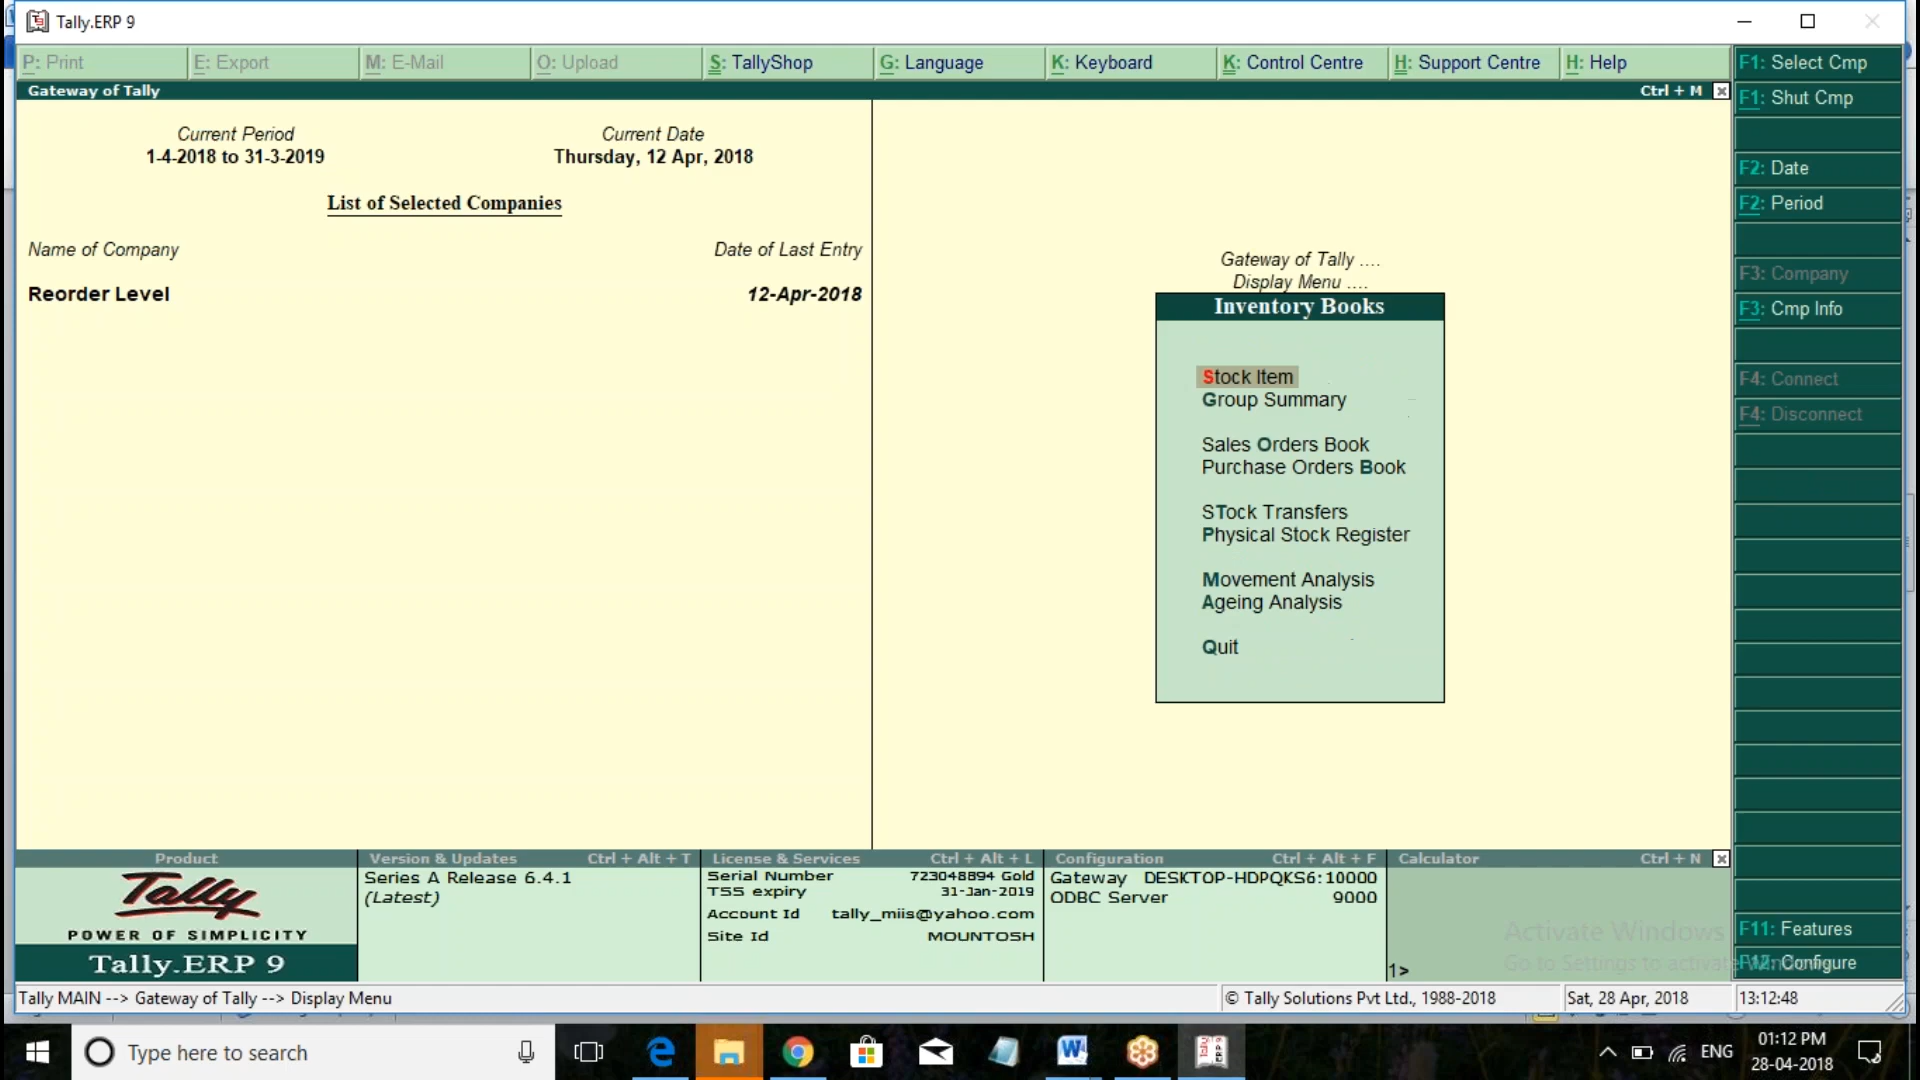 Tally.ERP 9
P: Print
E: Export
M: E-Mail
O: Upload
S: TallyShop
G: Language
K: Keyboard
K: Control Centre
H: Support Centre
H: Help
Gateway of Tally
Ctrl + M
Current Period
1-4-2018 to 31-3-2019
Current Date
Thursday, 12 Apr, 2018
List of Selected Companies
Name of Company
Date of Last Entry
Reorder Level
12-Apr-2018
Gateway of Tally ....
Display Menu ....
Inventory Books
Stock Item
Group Summary
Sales Orders Book
Purchase Orders Book
STock Transfers
Physical Stock Register
Movement Analysis
Ageing Analysis
Quit
F1: Select Cmp
F1: Shut Cmp
F2: Date
F2: Period
F3: Company
F3: Cmp Info
F4: Connect
F4: Disconnect
F11: Features
F12: Configure
Product
Tally
POWER OF SIMPLICITY
Tally.ERP 9
Version & Updates
Ctrl + Alt + T
Series A Release 6.4.1
(Latest)
License & Services
Ctrl + Alt + L
Serial Number 723048894 Gold
TSS expiry 31-Jan-2019
Account Id tally_miis@yahoo.com
Site Id MOUNTOSH
Configuration
Ctrl + Alt + F
Gateway DESKTOP-HDPQKS6:10000
ODBC Server 9000
Calculator
Ctrl + N
1>
Activate Windows
Go to Settings to activate Windows.
Tally MAIN --> Gateway of Tally --> Display Menu
© Tally Solutions Pvt Ltd., 1988-2018
Sat, 28 Apr, 2018
13:12:48
Type here to search
ENG
01:12 PM
28-04-2018